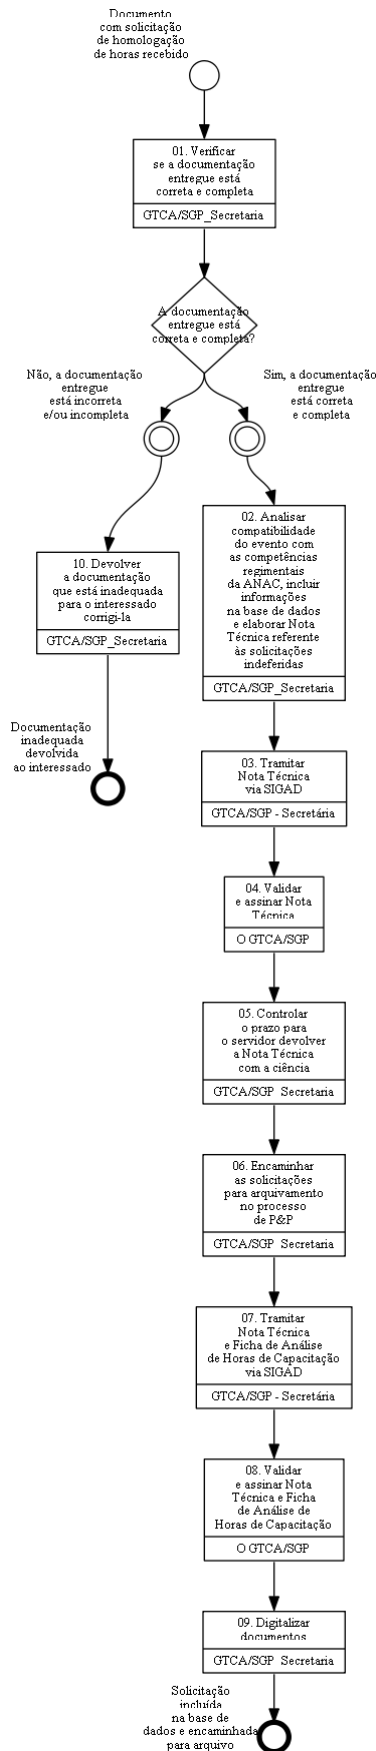 Documento
com solicitação
de homologação
de horas recebido
01. Verificar
se a documentação
entregue está
correta e completa
GTCA/SGP_Secretaria
A documentação
entregue está
correta e completa?
Não, a documentação
entregue
está incorreta
e/ou incompleta
Sim, a documentação
entregue
está correta
e completa
10. Devolver
a documentação
que está inadequada
para o interessado
corrigi-la
GTCA/SGP_Secretaria
Documentação
inadequada
devolvida
ao interessado
02. Analisar
compatibilidade
do evento com
as competências
regimentais
da ANAC, incluir
informações
na base de dados
e elaborar Nota
Técnica referente
às solicitações
indeferidas
GTCA/SGP_Secretaria
03. Tramitar
Nota Técnica
via SIGAD
GTCA/SGP - Secretária
04. Validar
e assinar Nota
Técnica
O GTCA/SGP
05. Controlar
o prazo para
o servidor devolver
a Nota Técnica
com a ciência
GTCA/SGP Secretaria
06. Encaminhar
as solicitações
para arquivamento
no processo
de P&P
GTCA/SGP Secretaria
07. Tramitar
Nota Técnica
e Ficha de Análise
de Horas de Capacitação
via SIGAD
GTCA/SGP - Secretária
08. Validar
e assinar Nota
Técnica e Ficha
de Análise de
Horas de Capacitação
O GTCA/SGP
09. Digitalizar
documentos
GTCA/SGP Secretaria
Solicitação
incluída
na base de
dados e encaminhada
para arquivo